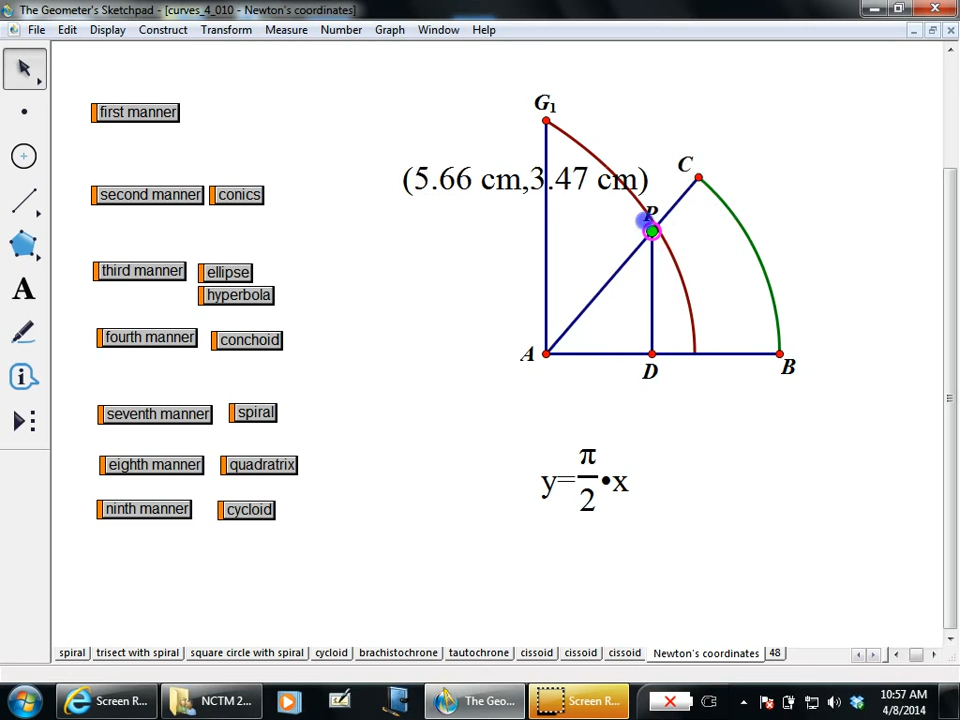 The Geometer's Sketchpad - [curves_4_010 - Newton's coordinates]
File Edit Display Construct Transform Measure Number Graph Window Help
first manner
second manner conics
third manner ellipse
hyperbola
fourth manner conchoid
seventh manner spiral
eighth manner quadratrix
ninth manner cycloid
G1
(5.66 cm,3.47 cm)
C
P
A
D
B
y=π/2•x
spiral trisect with spiral square circle with spiral cycloid brachistochrone tautochrone cissoid cissoid cissoid Newton's coordinates 48
Screen R... NCTM 2... The Geo... Screen R... 10:57 AM
4/8/2014